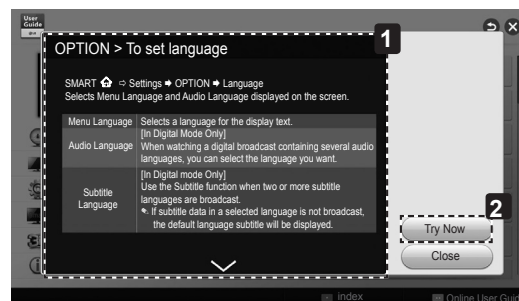 User
Guide
OPTION > To set language
1
SMART ⇨ Settings ➡ OPTION ➡ Language
Selects Menu Language and Audio Language displayed on the screen.
Menu Language Selects a language for the display text.
Audio Language [In Digital Mode Only]
When watching a digital broadcast containing several audio
languages, you can select the language you want.
Subtitle
Language
[In Digital mode Only]
Use the Subtitle function when two or more subtitle
languages are broadcast.
If subtitle data in a selected language is not broadcast,
the default language subtitle will be displayed.
2
Try Now
Close
index
Online User Guid